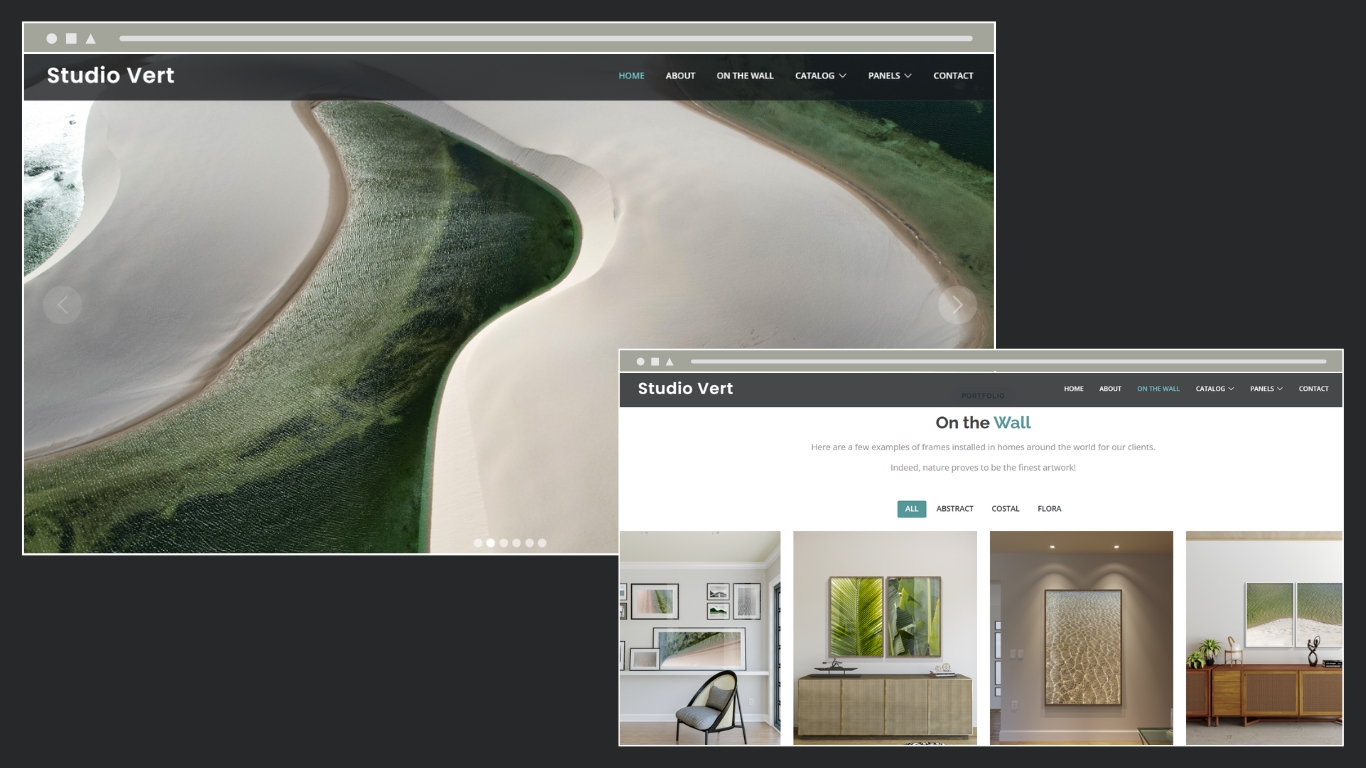 Studio Vert
HOME ABOUT ON THE WALL CATALOG PANELS CONTACT
Studio Vert
HOME ABOUT ON THE WALL CATALOG PANELS CONTACT
PORTFOLIO
On the Wall
Here are a few examples of frames installed in homes around the world for our clients.
Indeed, nature proves to be the finest artwork!
ALL ABSTRACT COSTAL FLORA